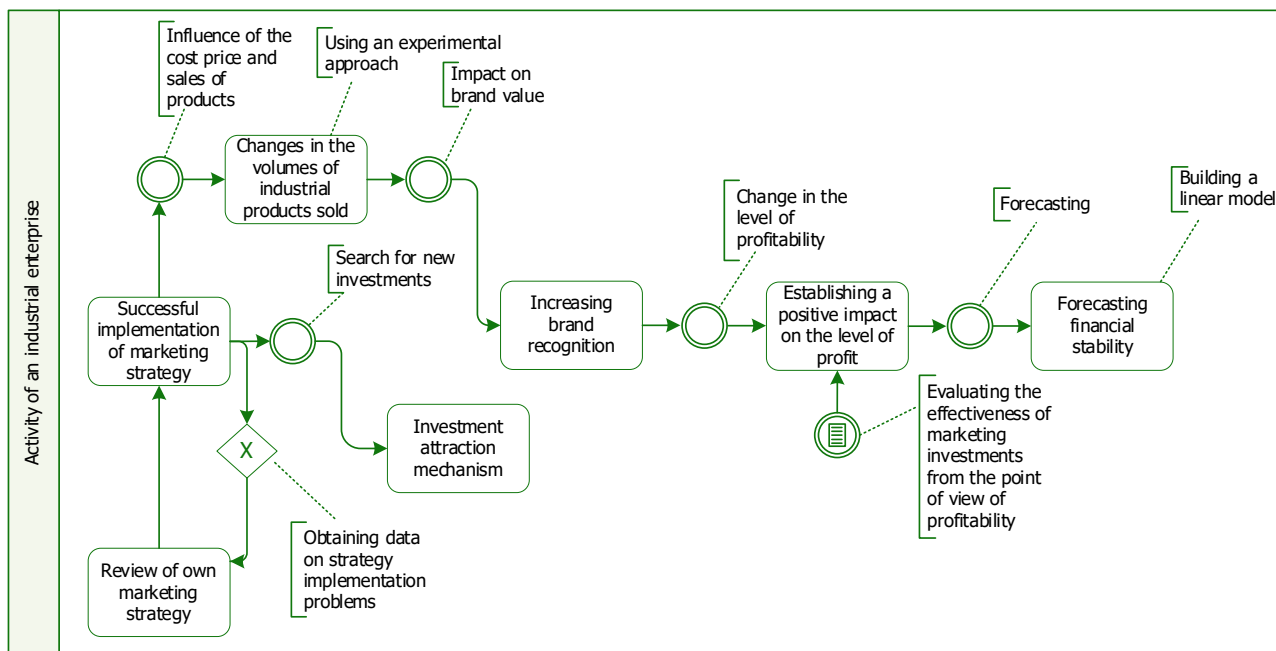 Activity of an industrial enterprise
Influence of the
cost price and
sales of
products
Using an experimental
approach
Impact on
brand value
Changes in the
volumes of
industrial
products sold
Building a
linear model
Change in the
level of
profitability
Forecasting
Search for new
investments
Successful
implementation
of marketing
strategy
Increasing
brand
recognition
Establishing a
positive impact
on the level of
profit
Forecasting
financial
stability
Evaluating the
effectiveness of
marketing
investments
from the point
of view of
profitability
X
Investment
attraction
mechanism
Obtaining data
on strategy
implementation
problems
Review of own
marketing
strategy